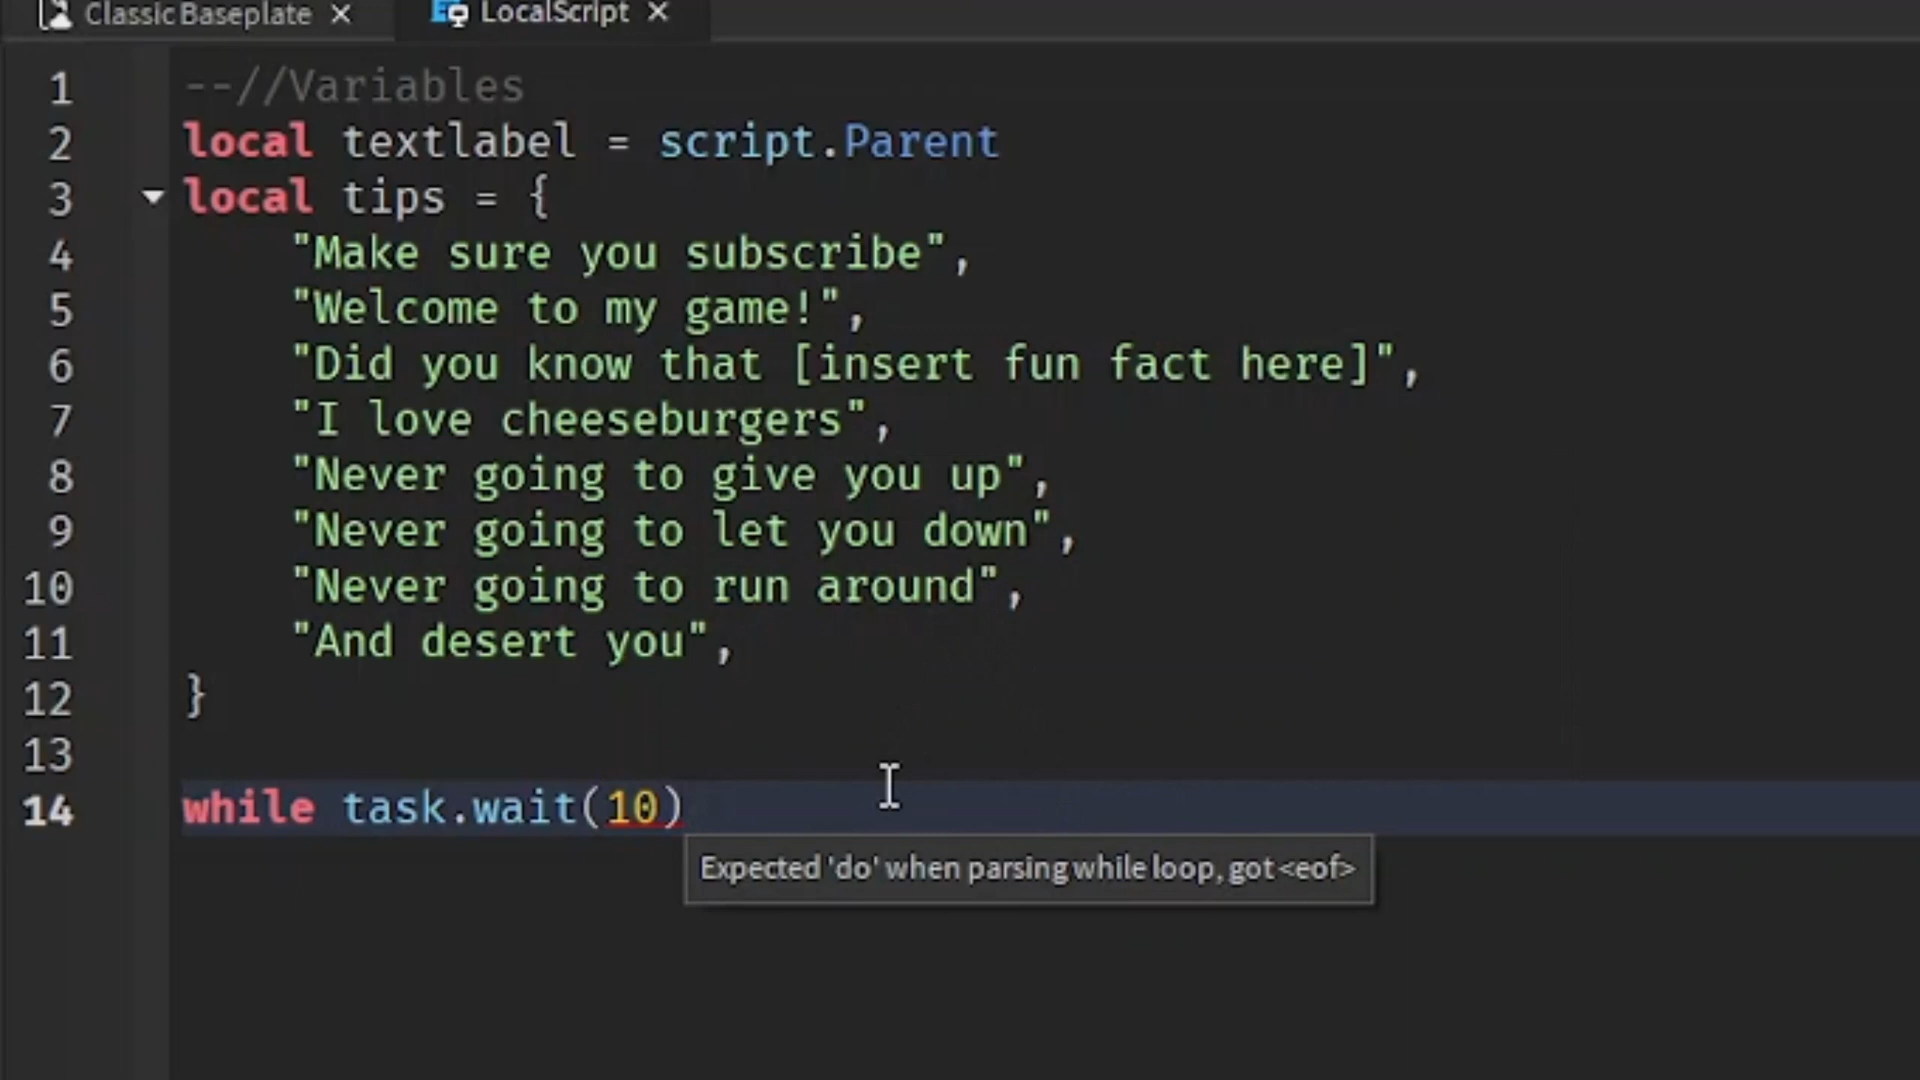 Classic Baseplate × LocalScript ×
1 --//Variables
2 local textlabel = script.Parent
3 local tips = {
4 "Make sure you subscribe",
5 "Welcome to my game!",
6 "Did you know that [insert fun fact here]",
7 "I love cheeseburgers",
8 "Never going to give you up",
9 "Never going to let you down",
10 "Never going to run around",
11 "And desert you",
12 }
13
14 while task.wait(10)
Expected 'do' when parsing while loop, got <eof>